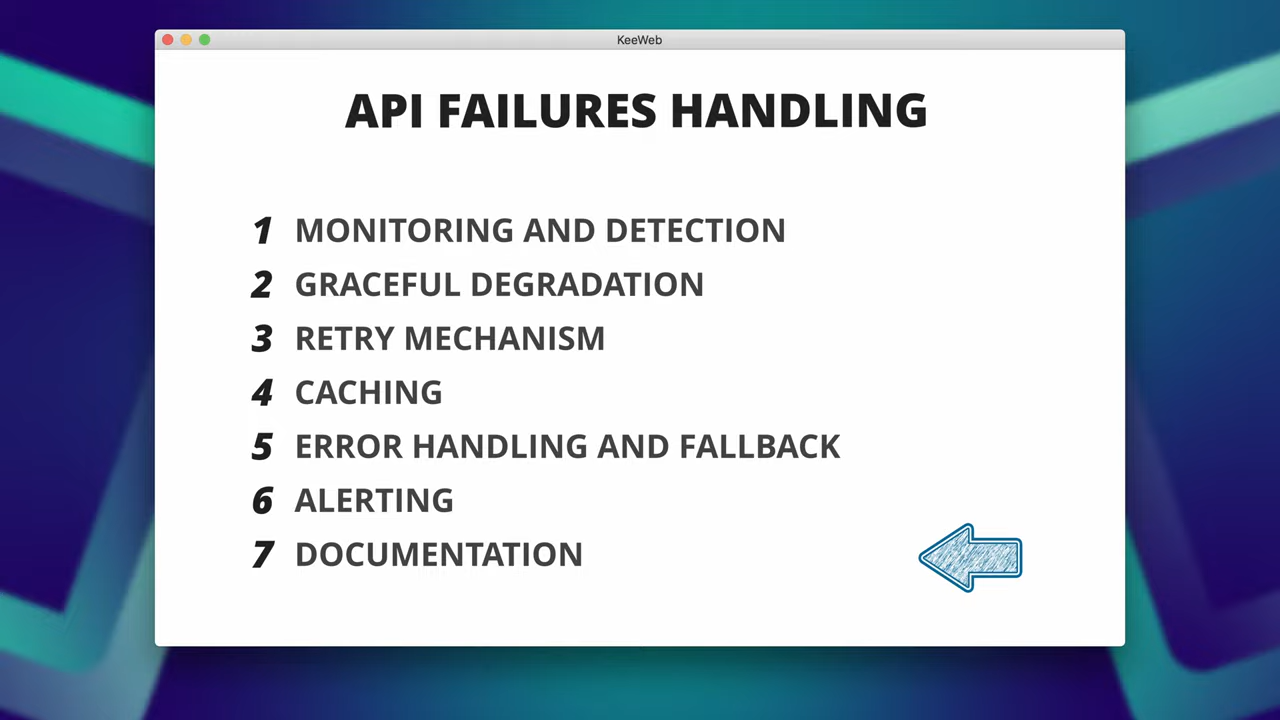 KeeWeb
API FAILURES HANDLING
1 MONITORING AND DETECTION
2 GRACEFUL DEGRADATION
3 RETRY MECHANISM
4 CACHING
5 ERROR HANDLING AND FALLBACK
6 ALERTING
7 DOCUMENTATION